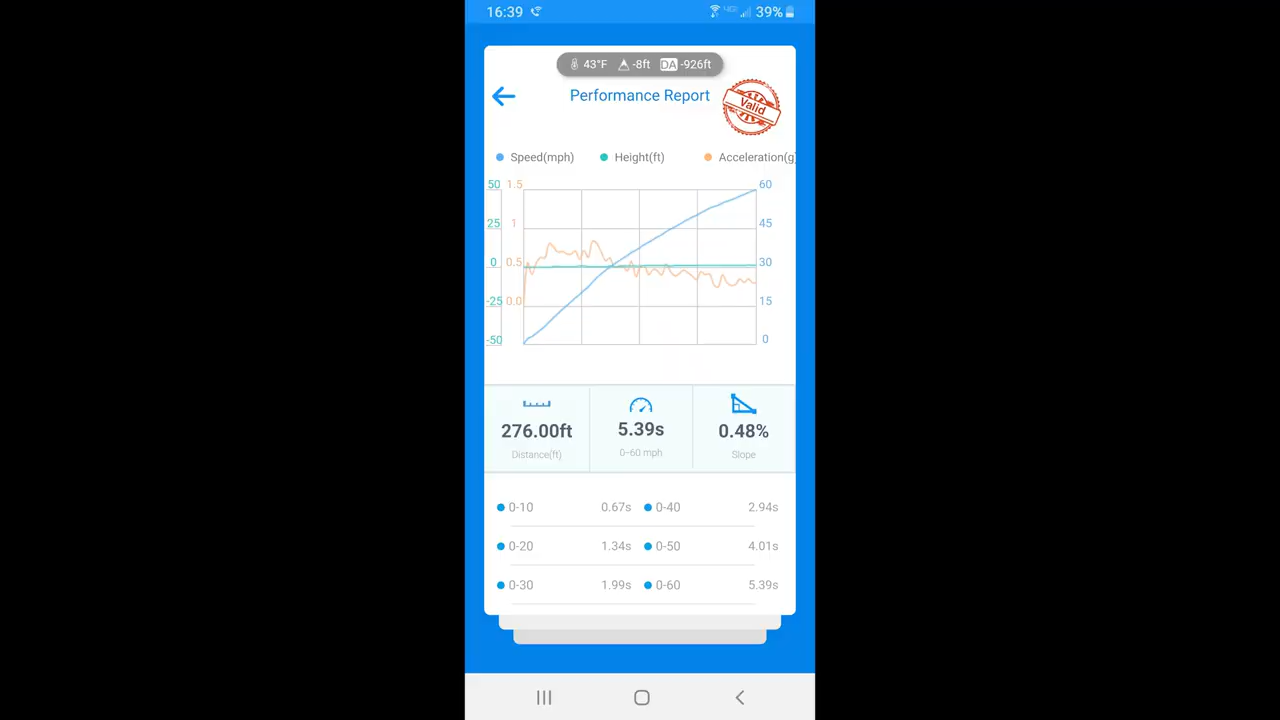 16:39 39%
43°F -8ft DA -926ft
Performance Report
Valid
Speed(mph) Height(ft) Acceleration(g
50 1.5 60
25 1 45
0 0.5 30
-25 0.0 15
-50 0
276.00ft 5.39s 0.48%
Distance(ft) 0~60 mph Slope
0-10 0.67s 0-40 2.94s
0-20 1.34s 0-50 4.01s
0-30 1.99s 0-60 5.39s